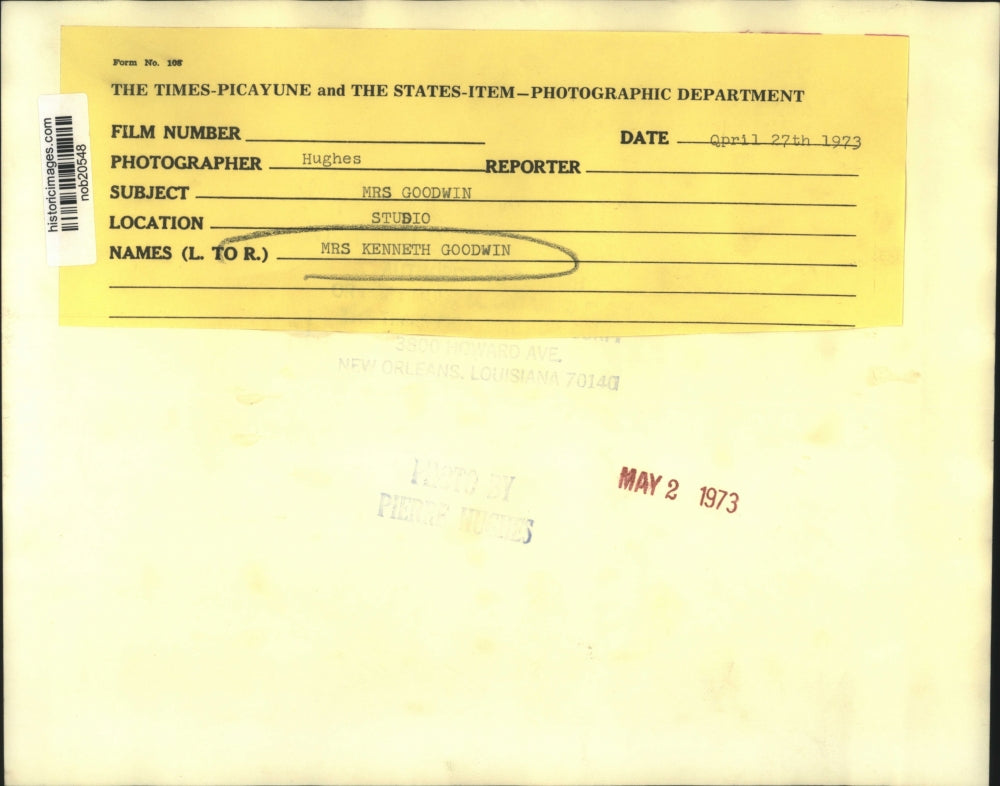 Form No. 108
THE TIMES-PICAYUNE and THE STATES-ITEM—PHOTOGRAPHIC DEPARTMENT
FILM NUMBER
DATE Qpril 27th 1973
PHOTOGRAPHER Hughes REPORTER
SUBJECT MRS GOODWIN
LOCATION STUDIO
NAMES (L. TO R.) MRS KENNETH GOODWIN
historicimages.com
nob20548
3800 HOWARD AVE.
NEW ORLEANS, LOUISIANA 70140
PHOTO BY
PIERRE HUGHES
MAY 2 1973